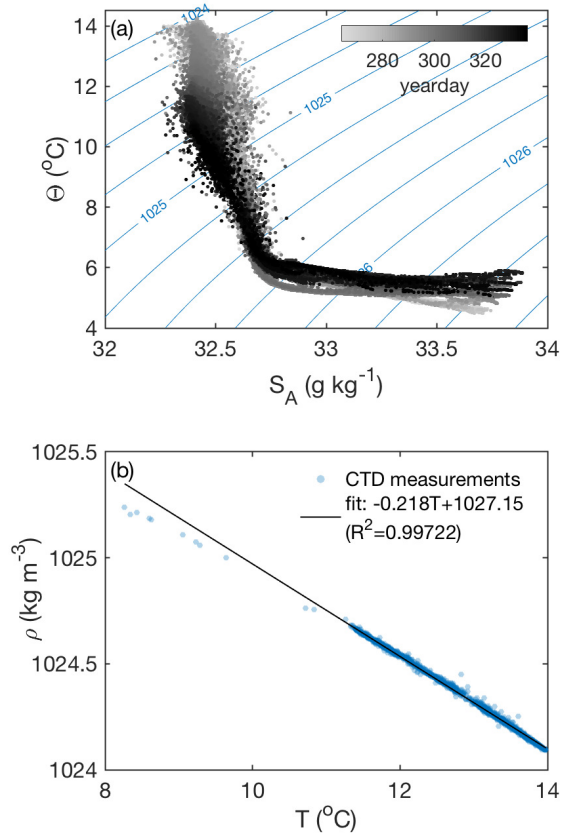 (a)
14
12
10
8
6
4
Θ (°C)
1024
1025
1025
1026
280 300 320
yearday
32 32.5 33 33.5 34
S_A (g kg⁻¹)
(b)
1025.5
1025
1024.5
1024
ρ (kg m⁻³)
CTD measurements
fit: -0.218T+1027.15
(R²=0.99722)
8 10 12 14
T (°C)